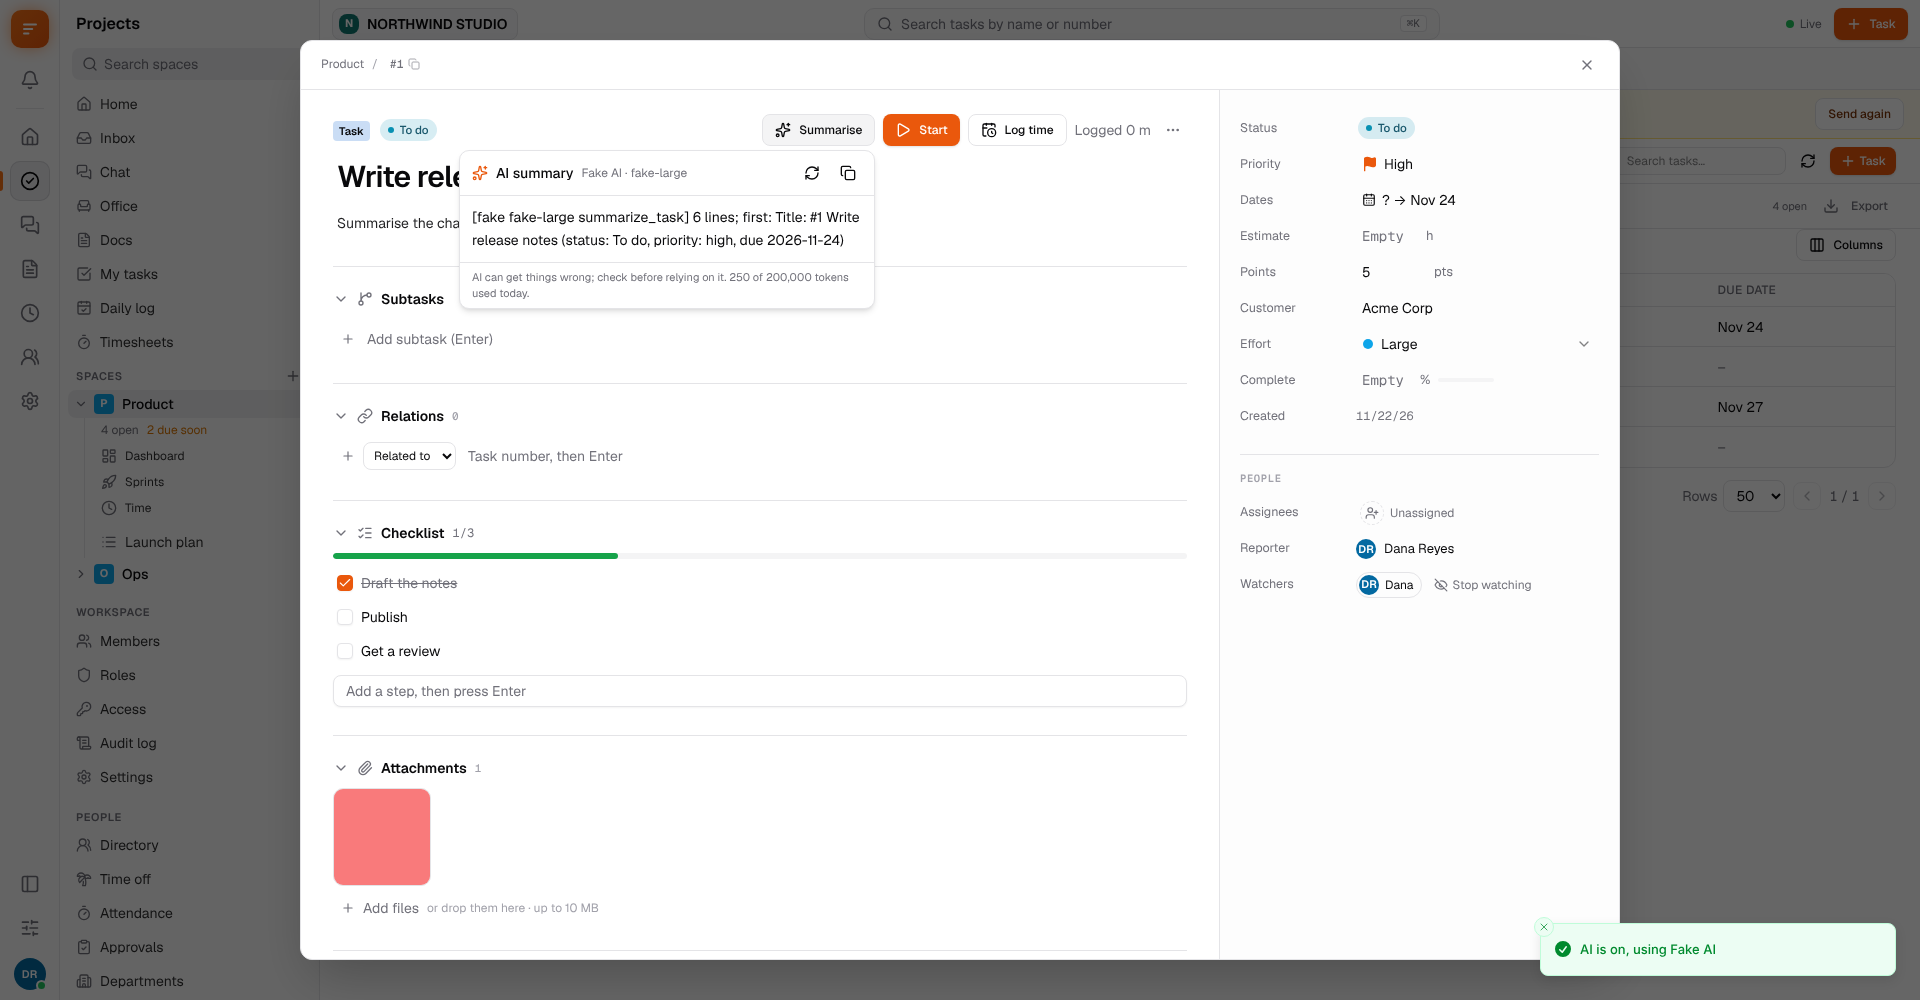 Projects
N NORTHWIND STUDIO
Search tasks by name or number
⌘K
Live
+ Task
Search spaces
Home
Inbox
Chat
Office
Docs
My tasks
Daily log
Timesheets
SPACES
P Product
4 open 2 due soon
Dashboard
Sprints
Time
Launch plan
O Ops
WORKSPACE
Members
Roles
Access
Audit log
Settings
PEOPLE
Directory
Time off
Attendance
Approvals
Departments
DR
Product / #1
Task
To do
Summarise
Start
Log time
Logged 0 m
Write rele
Summarise the cha
AI summary Fake AI · fake-large
[fake fake-large summarize_task] 6 lines; first: Title: #1 Write
release notes (status: To do, priority: high, due 2026-11-24)
AI can get things wrong; check before relying on it. 250 of 200,000 tokens
used today.
Subtasks
Add subtask (Enter)
Relations 0
Related to
Task number, then Enter
Checklist 1/3
Draft the notes
Publish
Get a review
Add a step, then press Enter
Attachments 1
Add files or drop them here · up to 10 MB
Status To do
Priority High
Dates ? → Nov 24
Estimate Empty h
Points 5 pts
Customer Acme Corp
Effort Large
Complete Empty %
Created 11/22/26
PEOPLE
Assignees Unassigned
Reporter DR Dana Reyes
Watchers DR Dana Stop watching
Send again
Search tasks...
+ Task
4 open
Export
Columns
DUE DATE
Nov 24
–
Nov 27
–
Rows 50 1 / 1
AI is on, using Fake AI